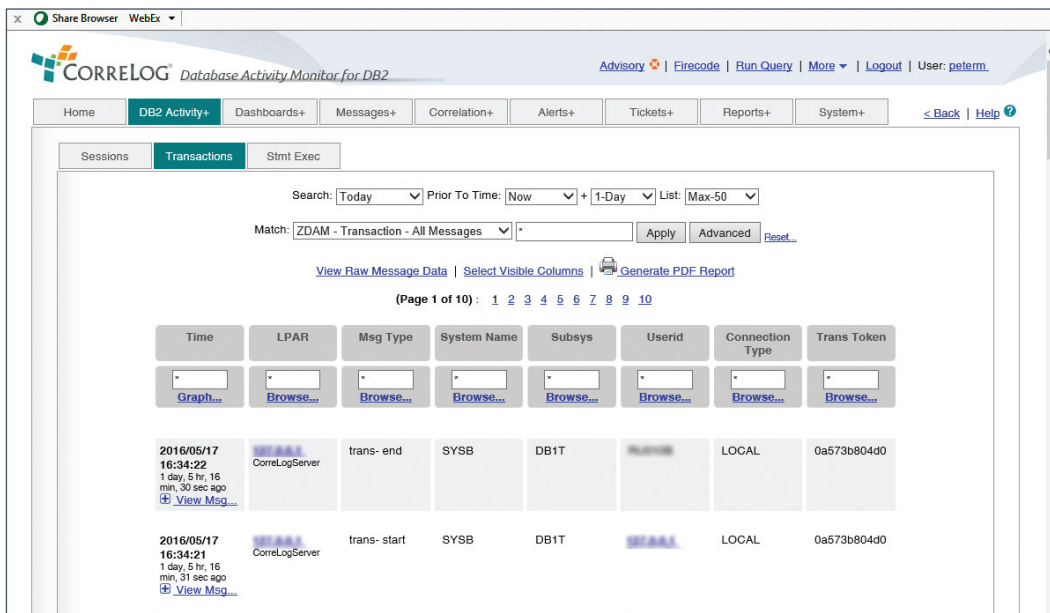 x Share Browser WebEx
CORRELOG Database Activity Monitor for DB2
Advisory | Firecode | Run Query | More | Logout | User: peterm
Home DB2 Activity+ Dashboards+ Messages+ Correlation+ Alerts+ Tickets+ Reports+ System+ < Back | Help ?
Sessions Transactions Stmt Exec
Search: Today Prior To Time: Now + 1-Day List: Max-50
Match: ZDAM - Transaction - All Messages * Apply Advanced Reset...
View Raw Message Data | Select Visible Columns | Generate PDF Report
(Page 1 of 10) : 1 2 3 4 5 6 7 8 9 10
Time LPAR Msg Type System Name Subsys Userid Connection Type Trans Token
* * * * * * * *
Graph... Browse... Browse... Browse... Browse... Browse... Browse... Browse...
2016/05/17 trans- end SYSB DB1T LOCAL 0a573b804d0
16:34:22 CorreLogServer
1 day, 5 hr, 16
min, 30 sec ago
View Msg...
2016/05/17 trans- start SYSB DB1T LOCAL 0a573b804d0
16:34:21 CorreLogServer
1 day, 5 hr, 16
min, 31 sec ago
View Msg...